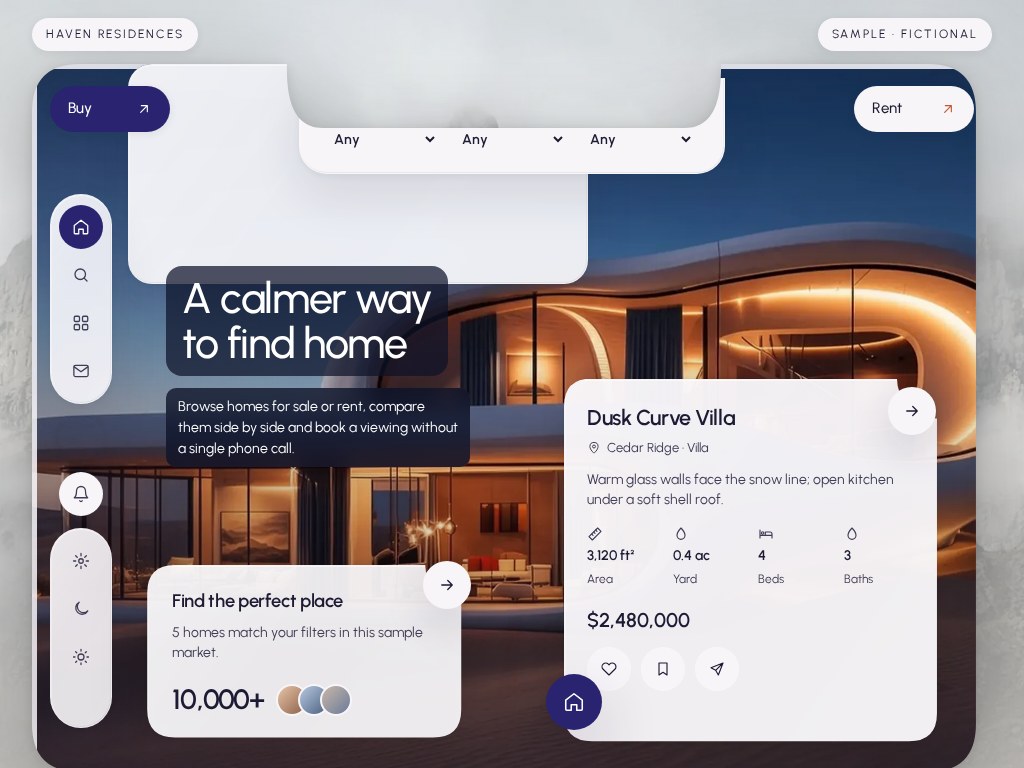 HAVEN RESIDENCES
SAMPLE · FICTIONAL
Buy
Any
Any
Any
Rent
A calmer way
to find home
Browse homes for sale or rent, compare
them side by side and book a viewing without
a single phone call.
Dusk Curve Villa
Cedar Ridge · Villa
Warm glass walls face the snow line; open kitchen
under a soft shell roof.
3,120 ft²
0.4 ac
4
3
Area
Yard
Beds
Baths
$2,480,000
Find the perfect place
5 homes match your filters in this sample
market.
10,000+